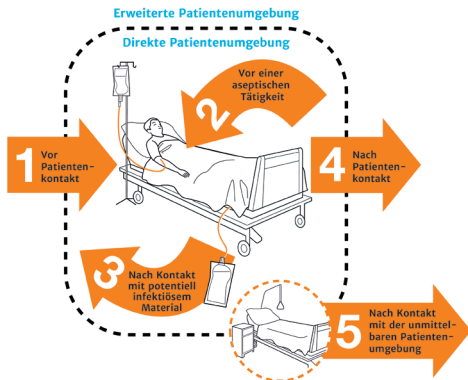 Erweiterte Patientenumgebung
Direkte Patientenumgebung
1
Vor
Patienten-
kontakt
2
Vor einer
aseptischen
Tätigkeit
3
Nach Kontakt
mit potentiell
infektiösem
Material
4
Nach
Patienten-
kontakt
5
Nach Kontakt
mit der unmittel-
baren Patienten-
umgebung